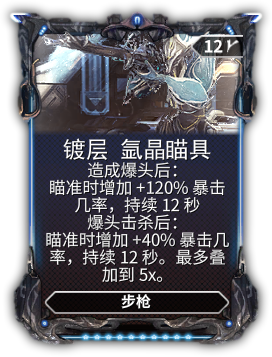 12
镀层 氩晶瞄具
造成爆头后：
瞄准时增加 +120% 暴击
几率，持续 12 秒
爆头击杀后：
瞄准时增加 +40% 暴击几
率，持续 12 秒。最多叠
加到 5x。
步枪